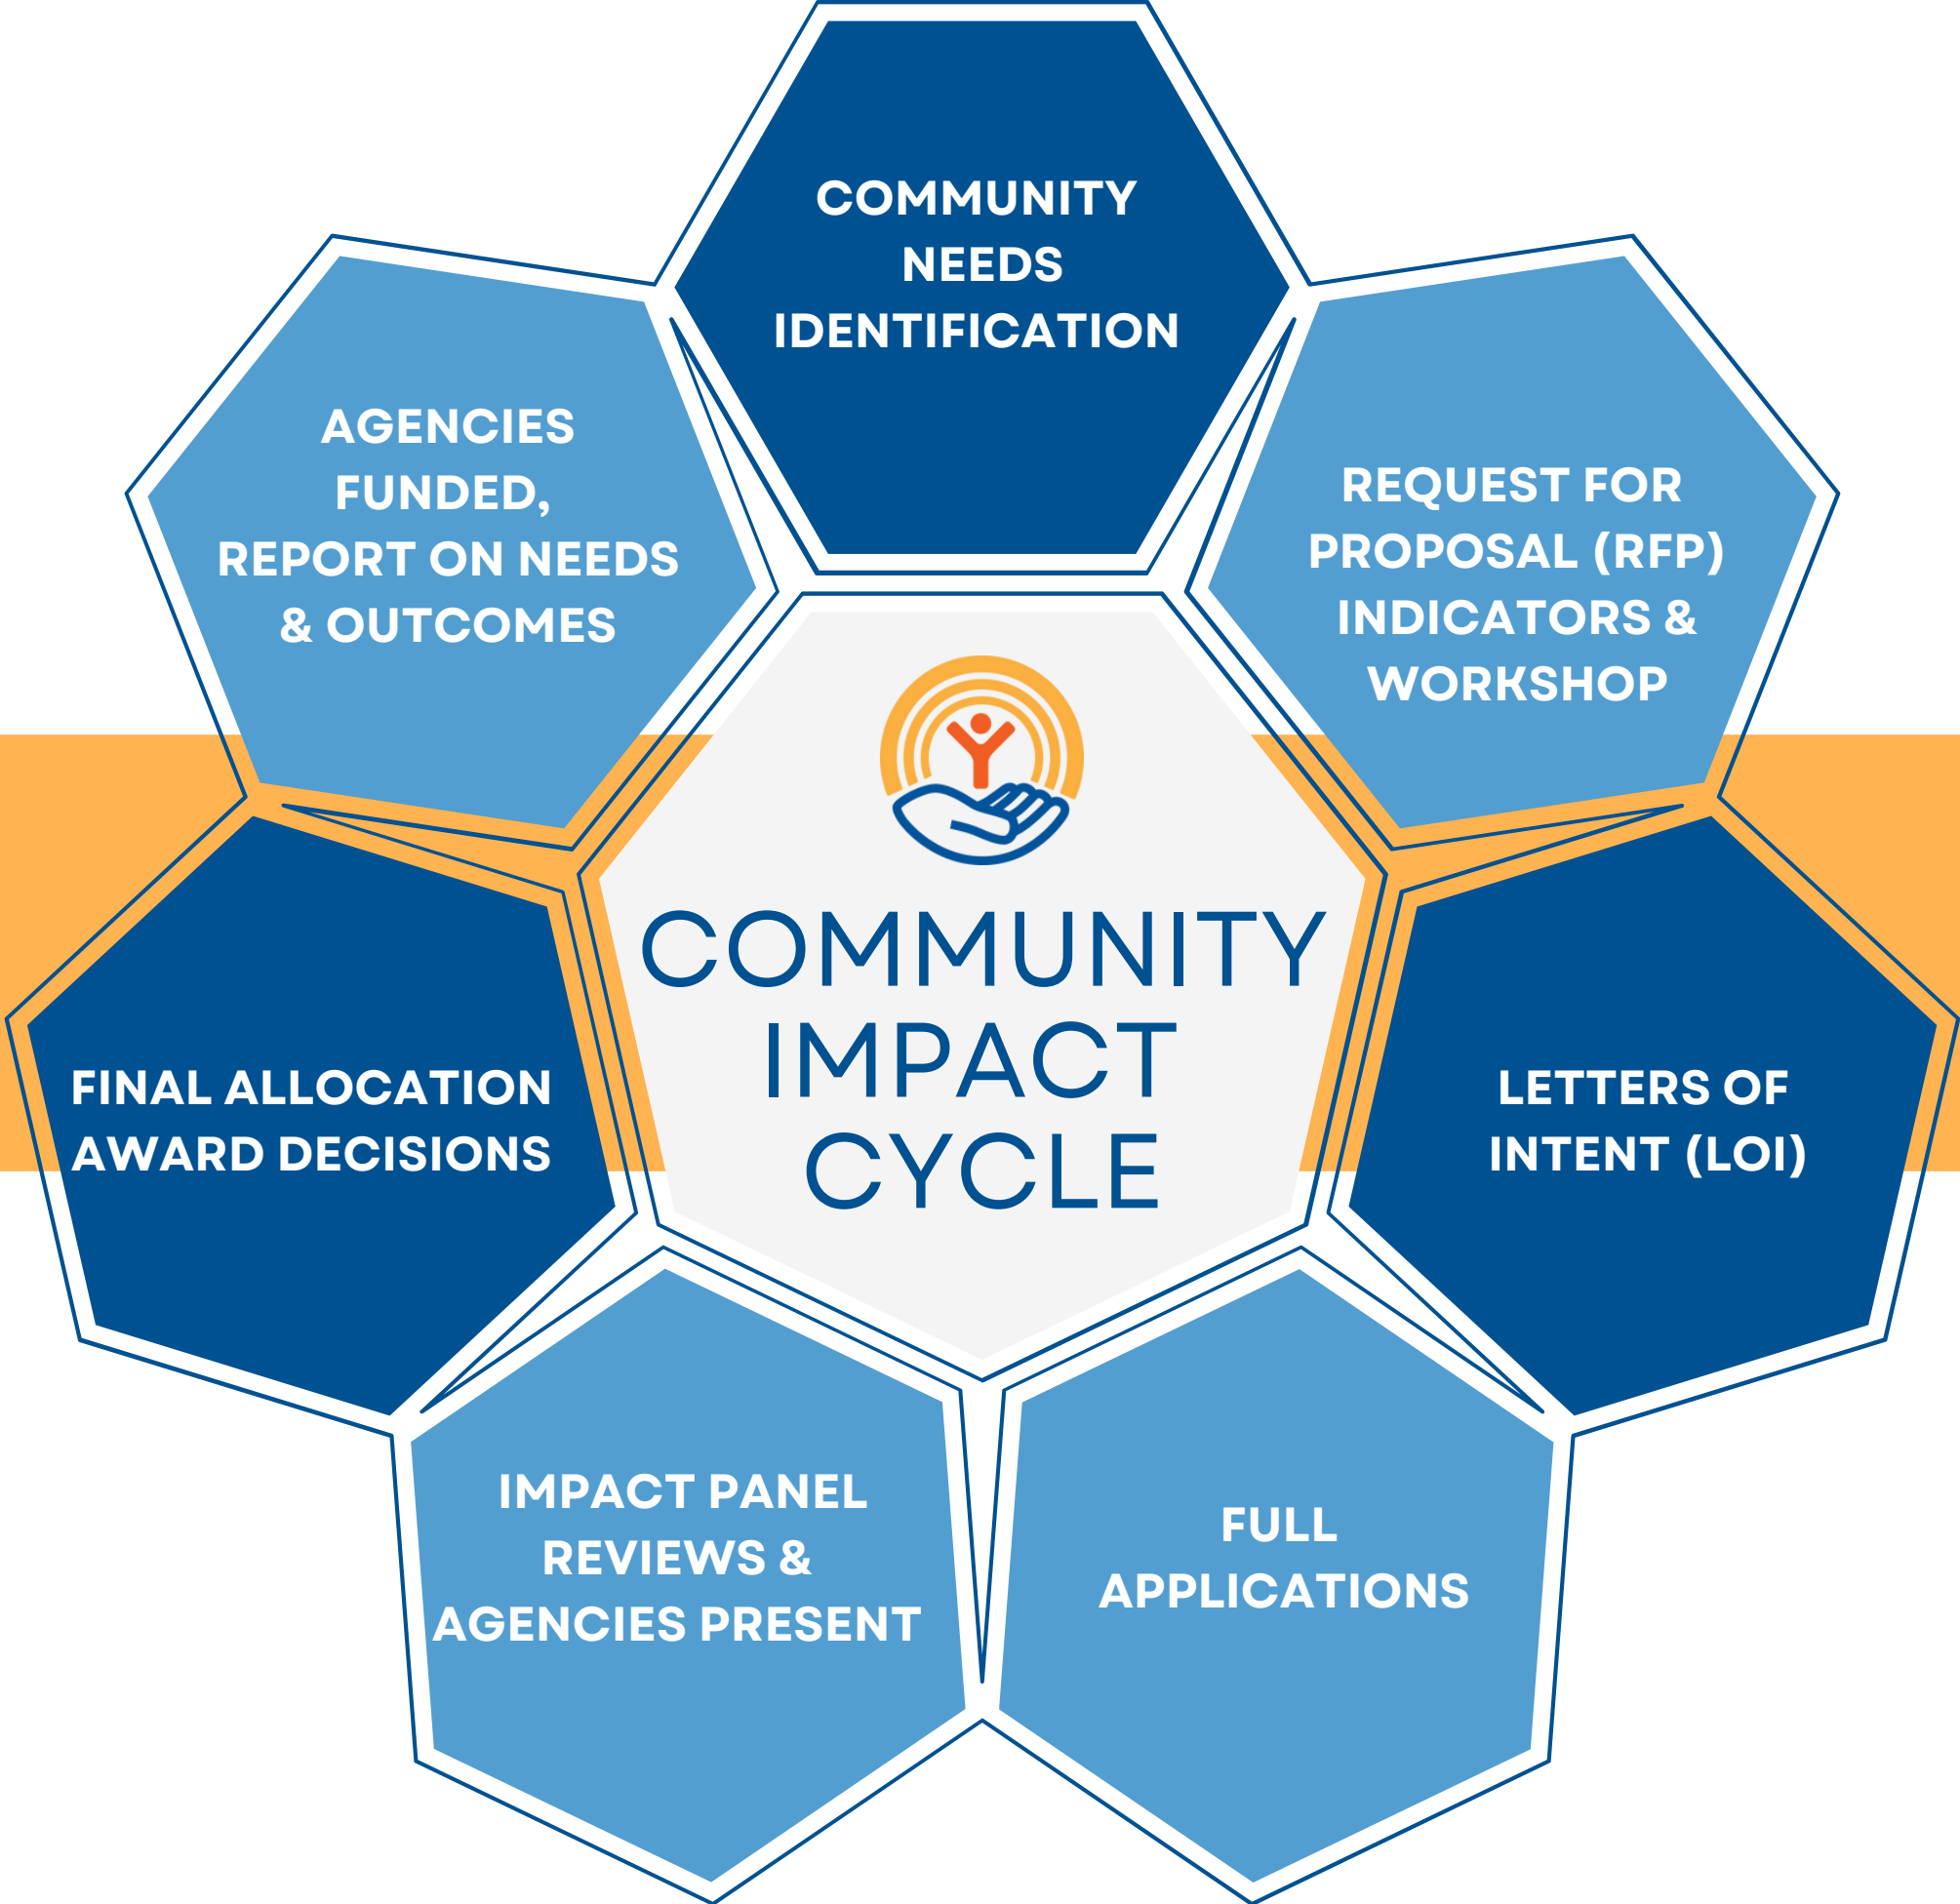 COMMUNITY
NEEDS
IDENTIFICATION
REQUEST FOR
PROPOSAL (RFP)
INDICATORS &
WORKSHOP
LETTERS OF
INTENT (LOI)
FULL
APPLICATIONS
IMPACT PANEL
REVIEWS &
AGENCIES PRESENT
FINAL ALLOCATION
AWARD DECISIONS
AGENCIES
FUNDED,
REPORT ON NEEDS
& OUTCOMES
COMMUNITY
IMPACT
CYCLE